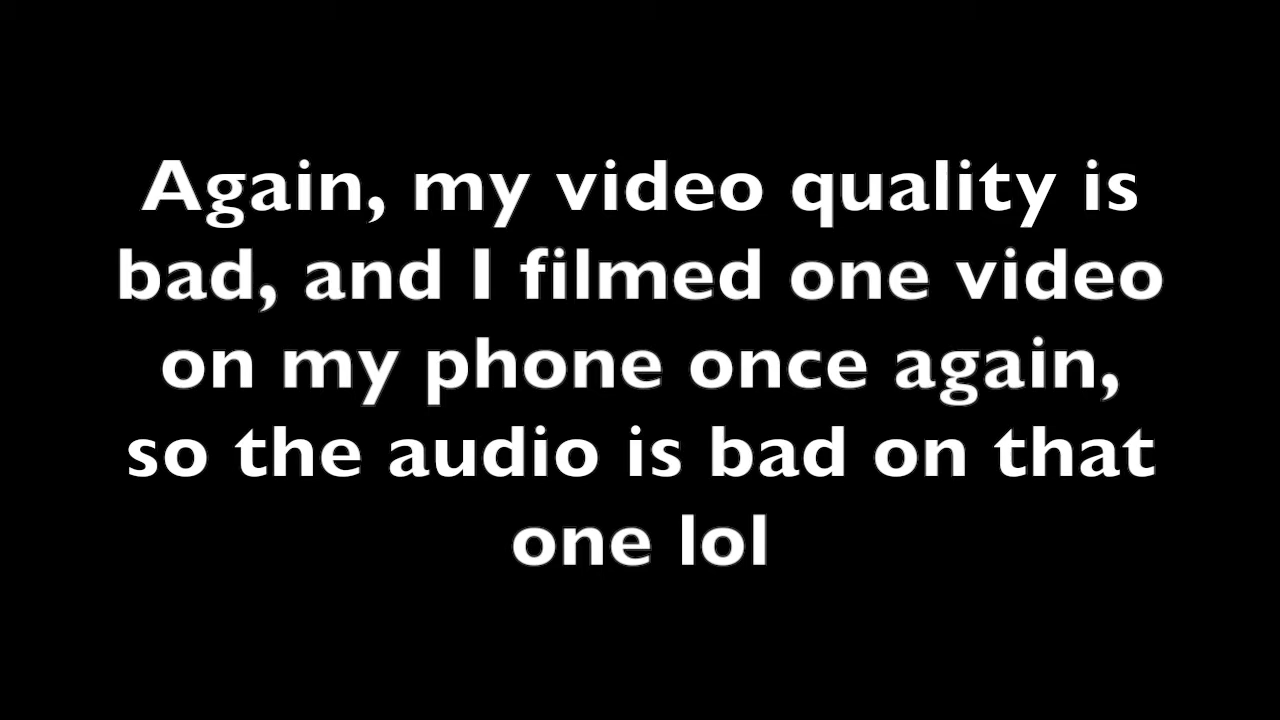 Again, my video quality is
bad, and I filmed one video
on my phone once again,
so the audio is bad on that
one lol